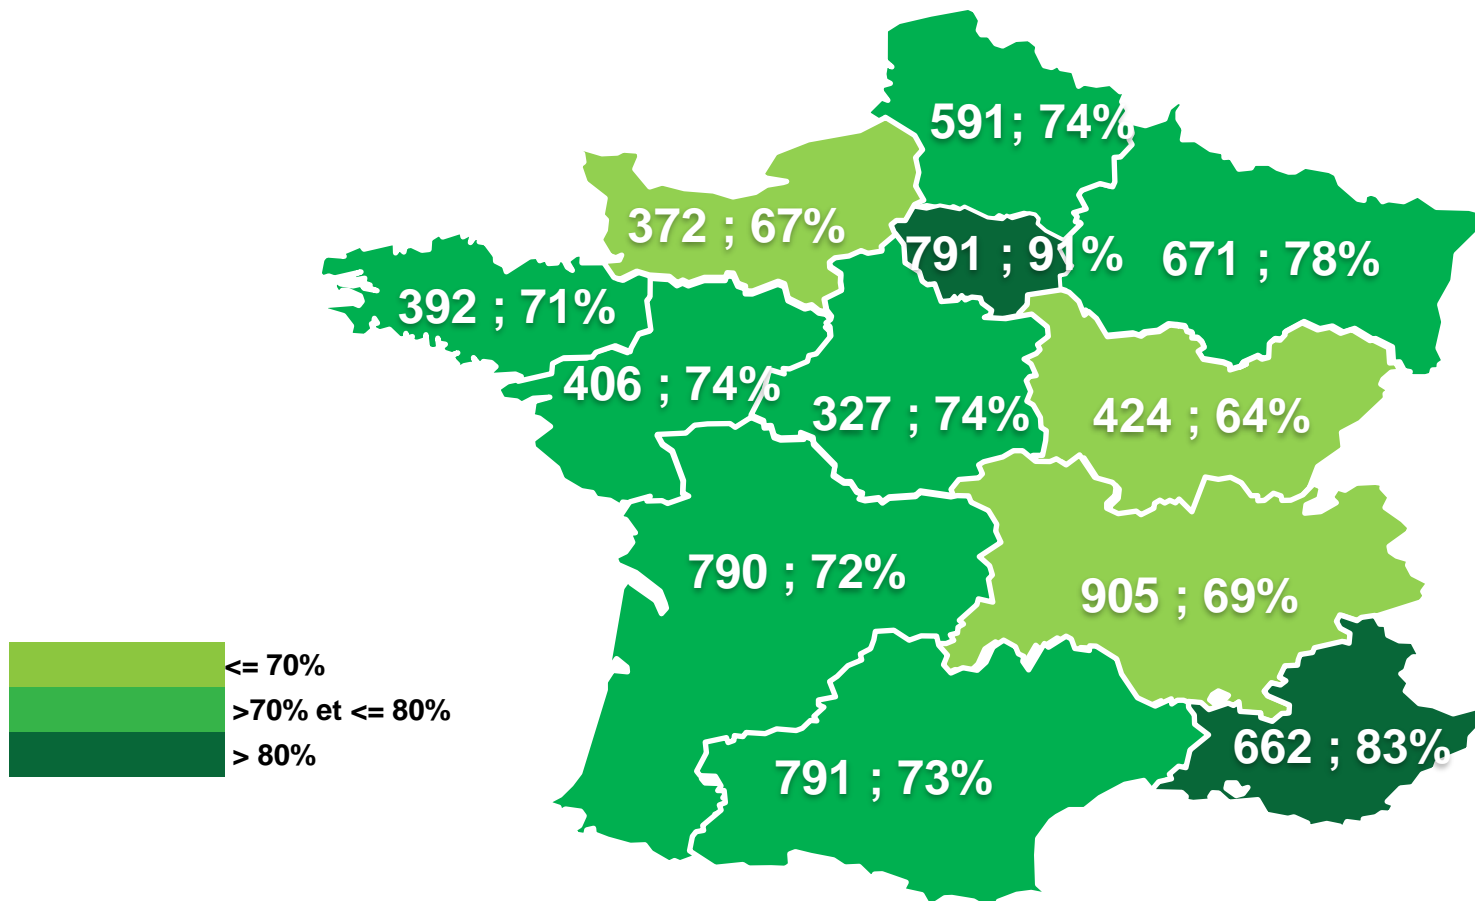 591; 74%
372 ; 67%
791 ; 91%
671 ; 78%
392 ; 71%
406 ; 74%
327 ; 74%
424 ; 64%
790 ; 72%
905 ; 69%
<= 70%
>70% et <= 80%
> 80%
662 ; 83%
791 ; 73%